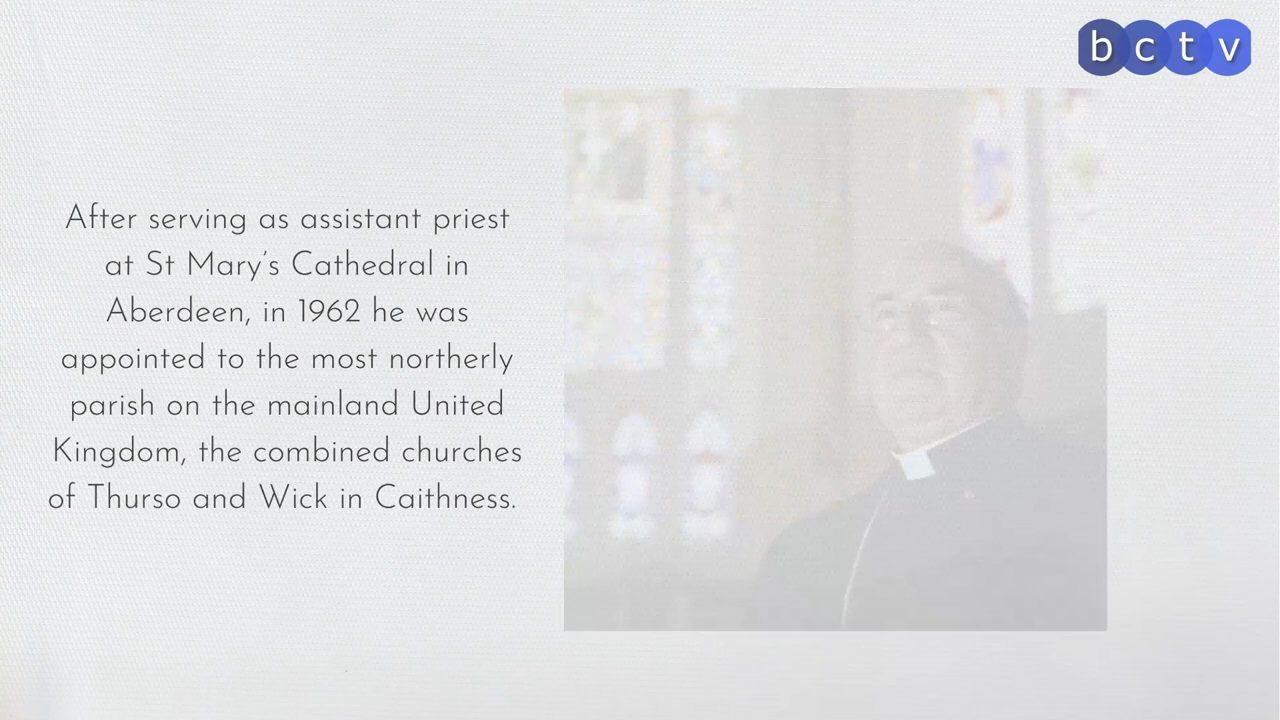 bctv
After serving as assistant priest
at St Mary's Cathedral in
Aberdeen, in 1962 he was
appointed to the most northerly
parish on the mainland United
Kingdom, the combined churches
of Thurso and Wick in Caithness.